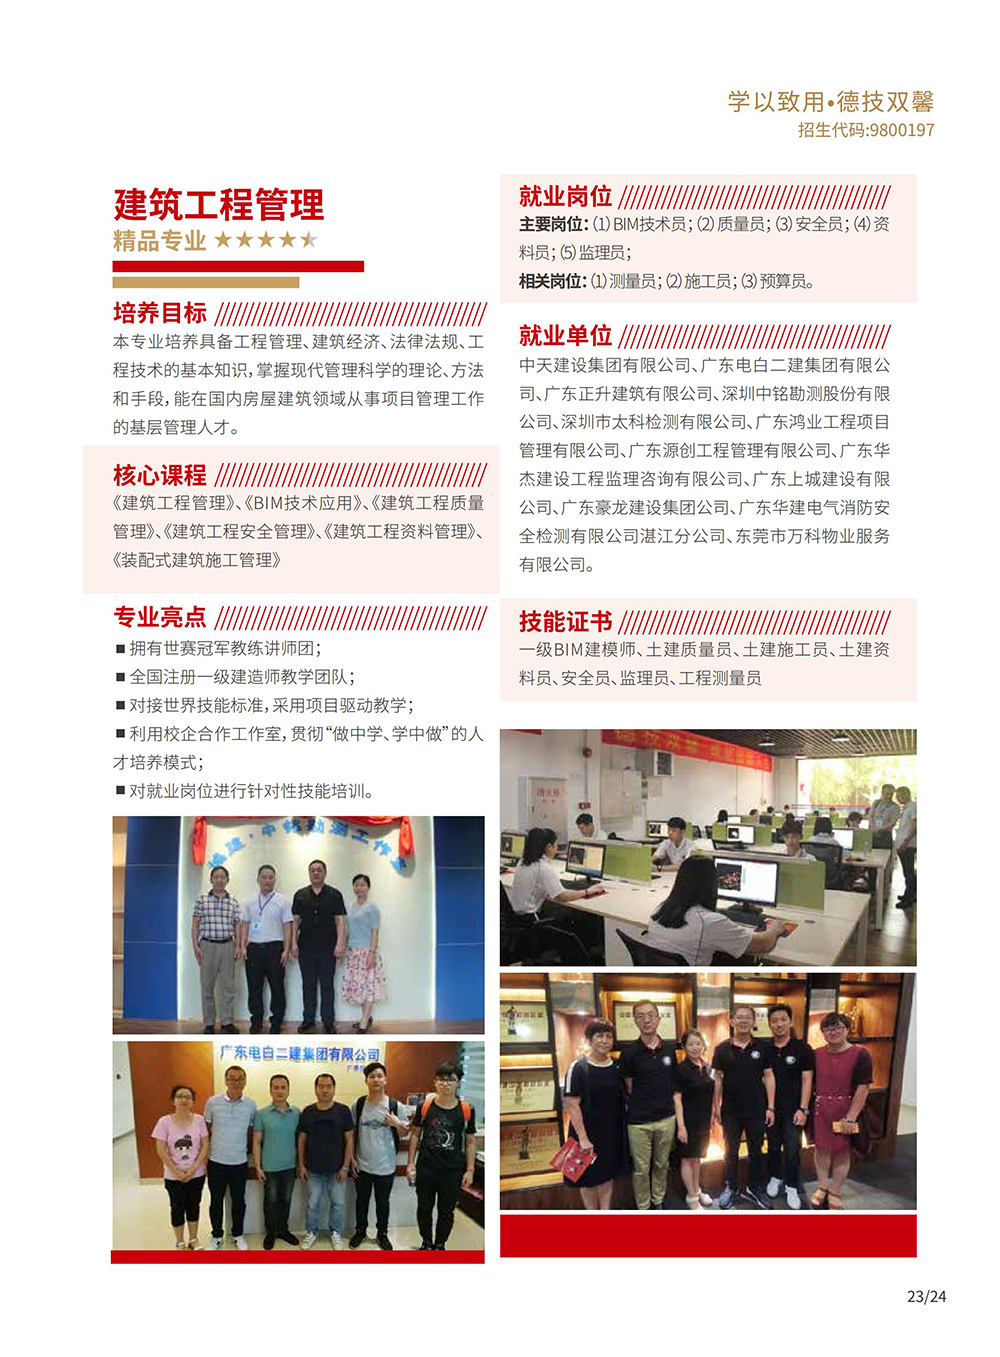 学以致用•德技双馨
招生代码:9800197
建筑工程管理
精品专业
培养目标
本专业培养具备工程管理、建筑经济、法律法规、工
程技术的基本知识，掌握现代管理科学的理论、方法
和手段，能在国内房屋建筑领域从事项目管理工作
的基层管理人才。
核心课程
《建筑工程管理》、《BIM技术应用》、《建筑工程质量
管理》、《建筑工程安全管理》、《建筑工程资料管理》、
《装配式建筑施工管理》
专业亮点
■ 拥有世赛冠军教练讲师团；
■ 全国注册一级建造师教学团队；
■ 对接世界技能标准，采用项目驱动教学；
■ 利用校企合作工作室，贯彻“做中学、学中做”的人
才培养模式；
■ 对就业岗位进行针对性技能培训。
广东电白二建集团有限公司
就业岗位
主要岗位：(1)BIM技术员；(2)质量员；(3)安全员；(4)资
料员；(5)监理员；
相关岗位：(1)测量员；(2)施工员；(3)预算员。
就业单位
中天建设集团有限公司、广东电白二建集团有限公
司、广东正升建筑有限公司、深圳中铭勘测股份有限
公司、深圳市太科检测有限公司、广东鸿业工程项目
管理有限公司、广东源创工程管理有限公司、广东华
杰建设工程监理咨询有限公司、广东上城建设有限
公司、广东豪龙建设集团公司、广东华建电气消防安
全检测有限公司湛江分公司、东莞市万科物业服务
有限公司。
技能证书
一级BIM建模师、土建质量员、土建施工员、土建资
料员、安全员、监理员、工程测量员
23/24